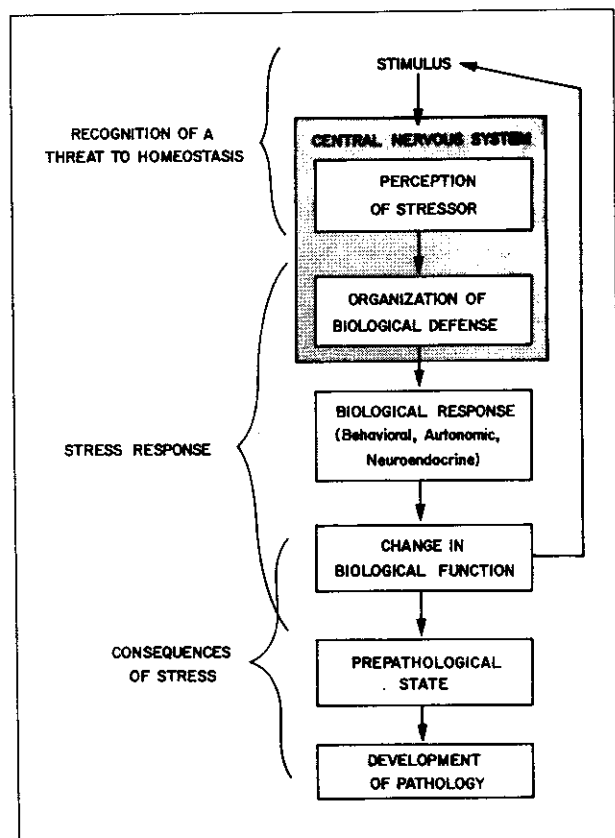 STIMULUS
RECOGNITION OF A
THREAT TO HOMEOSTASIS
CENTRAL NERVOUS SYSTEM
PERCEPTION
OF STRESSOR
ORGANIZATION OF
BIOLOGICAL DEFENSE
STRESS RESPONSE
BIOLOGICAL RESPONSE
(Behavioral, Autonomic,
Neuroendocrine)
CHANGE IN
BIOLOGICAL FUNCTION
CONSEQUENCES
OF STRESS
PREPATHOLOGICAL
STATE
DEVELOPMENT
OF PATHOLOGY